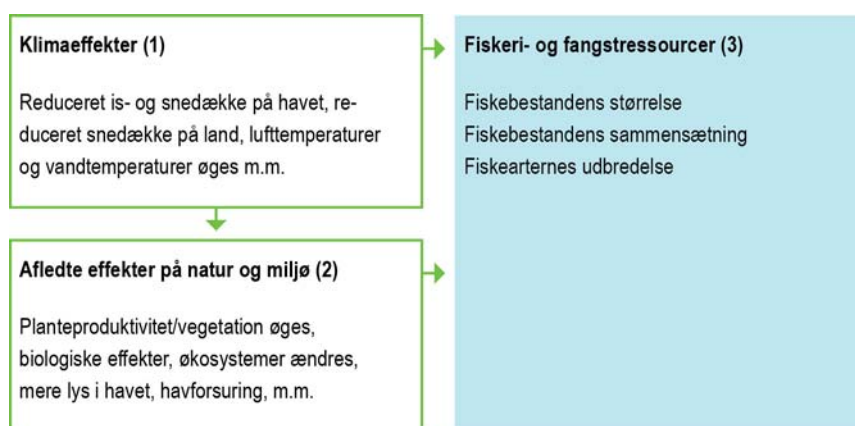 Klimaeffekter (1)
Reduceret is- og snedække på havet, re-
duceret snedække på land, lufttemperaturer
og vandtemperaturer øges m.m.
Afledte effekter på natur og miljø (2)
Planteproduktivitet/vegetation øges,
biologiske effekter, økosystemer ændres,
mere lys i havet, havforsuring, m.m.
Fiskeri- og fangstressourcer (3)
Fiskebestandens størrelse
Fiskebestandens sammensætning
Fiskearternes udbredelse